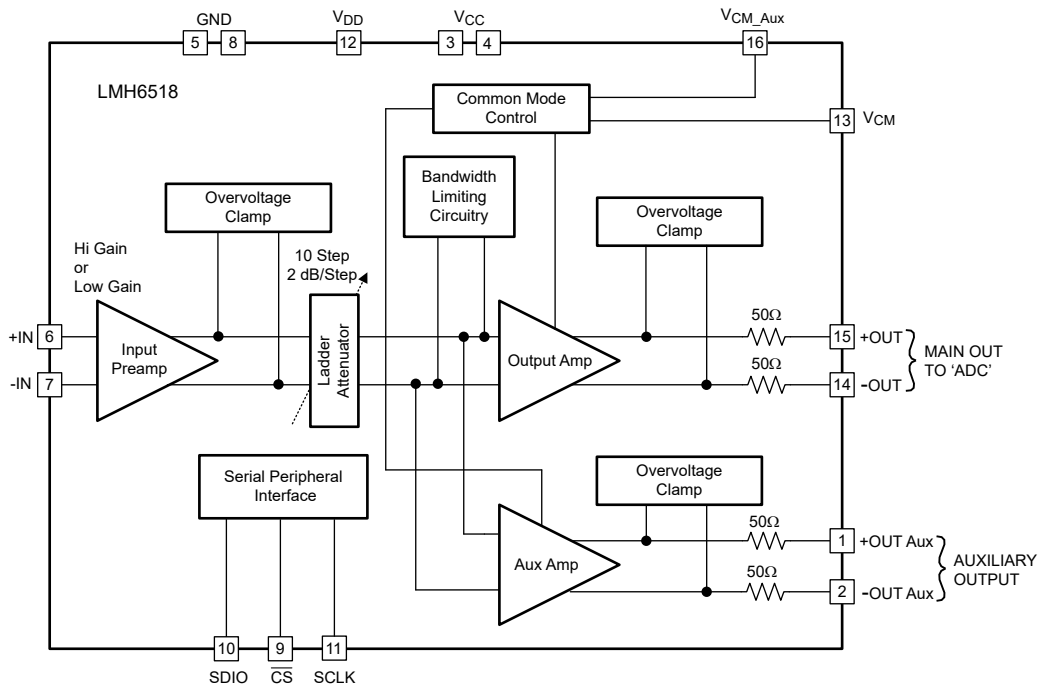 GND
VDD
VCC
VCM_Aux
5
8
12
3
4
16
LMH6518
Common Mode
Control
13
VCM
Overvoltage
Clamp
Bandwidth
Limiting
Circuitry
Overvoltage
Clamp
Hi Gain
or
Low Gain
10 Step
2 dB/Step
+IN
6
-IN
7
Input
Preamp
Ladder
Attenuator
Output Amp
50Ω
15
+OUT
50Ω
14
-OUT
MAIN OUT
TO ‘ADC’
Serial Peripheral
Interface
Overvoltage
Clamp
Aux Amp
50Ω
1
+OUT Aux
50Ω
2
-OUT Aux
AUXILIARY
OUTPUT
10
9
11
SDIO
CS
SCLK